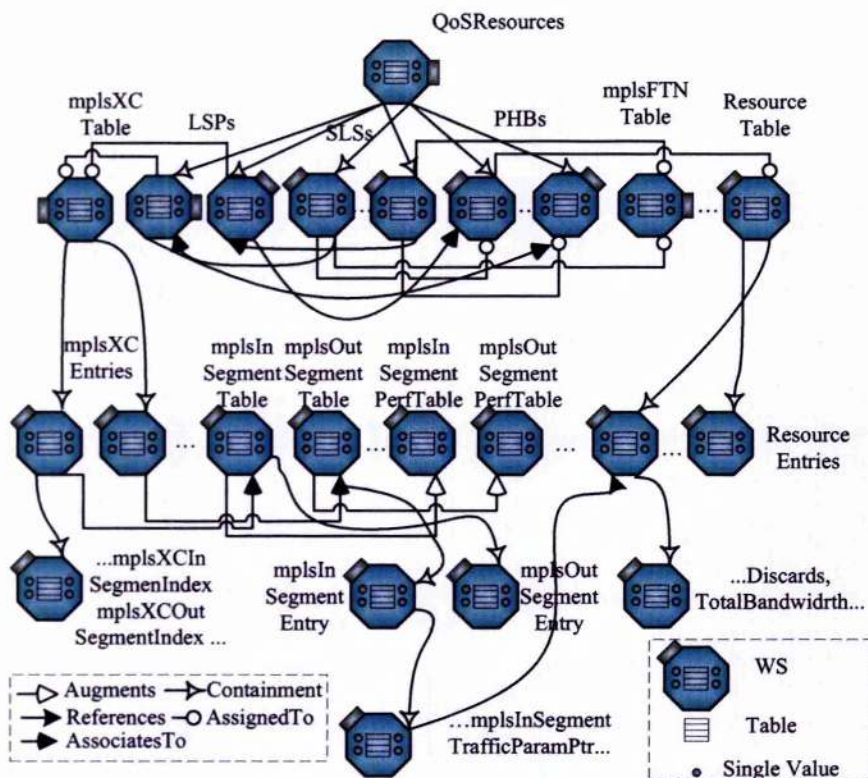 QoSResources
mplsXC
Table
LSPs
SLSs
PHBs
mplsFTN
Table
Resource
Table
...
...
...
...
mplsXC
Entries
mplsIn
Segment
Table
mplsOut
Segment
Table
mplsIn
Segment
PerfTable
mplsOut
Segment
PerfTable
...
...
...
...
...
Resource
Entries
...mplsXCIn
SegmenIndex
mplsXCOut
SegmentIndex ...
mplsIn
Segment
Entry
mplsOut
Segment
Entry
...Discards,
TotalBandwidrth...
...mplsInSegment
TrafficParamPtr...
Augments
Containment
References
AssignedTo
AssociatesTo
WS
Table
Single Value